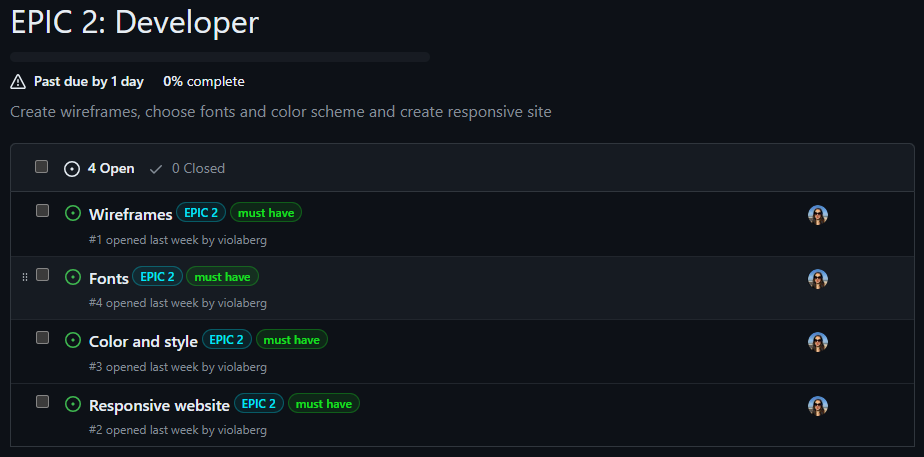 EPIC 2: Developer
Past due by 1 day 0% complete
Create wireframes, choose fonts and color scheme and create responsive site
4 Open 0 Closed
Wireframes EPIC 2 must have
#1 opened last week by violaberg
Fonts EPIC 2 must have
#4 opened last week by violaberg
Color and style EPIC 2 must have
#3 opened last week by violaberg
Responsive website EPIC 2 must have
#2 opened last week by violaberg